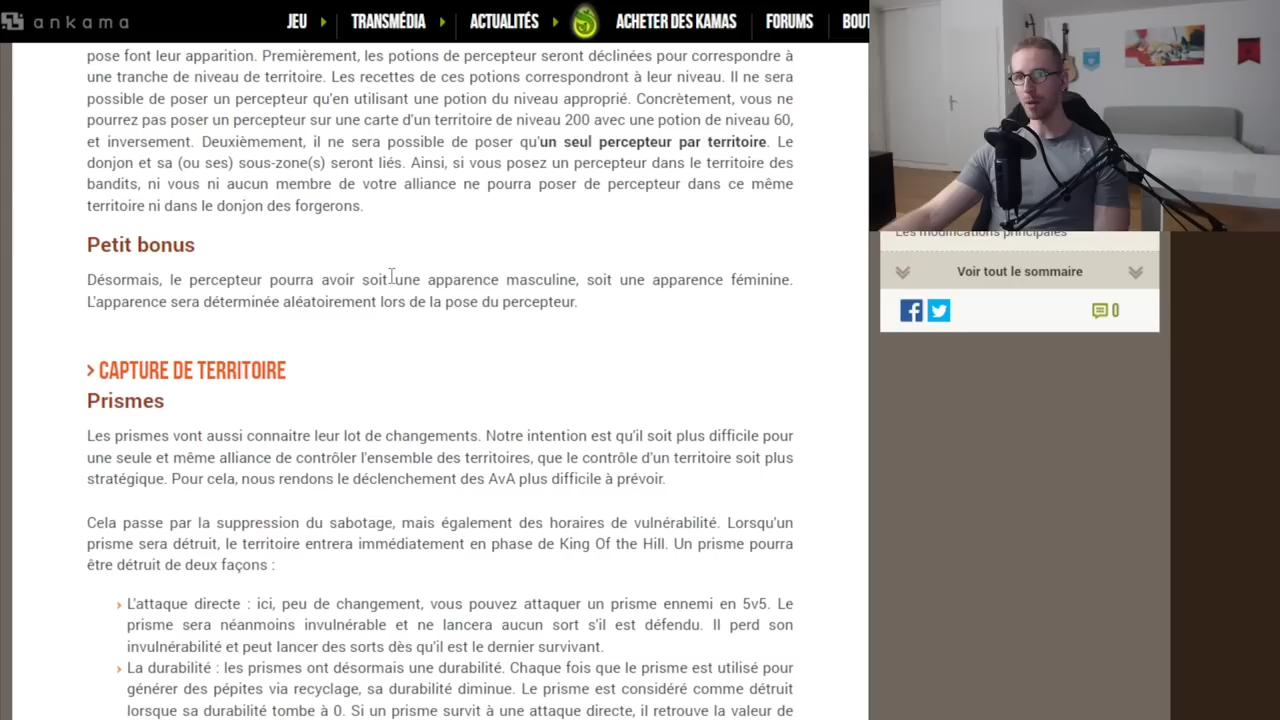 ankama
JEU
TRANSMÉDIA
ACTUALITÉS
ACHETER DES KAMAS
FORUMS
BOUT
pose font leur apparition. Premièrement, les potions de percepteur seront déclinées pour correspondre à
une tranche de niveau de territoire. Les recettes de ces potions correspondront à leur niveau. Il ne sera
possible de poser un percepteur qu'en utilisant une potion du niveau approprié. Concrètement, vous ne
pourrez pas poser un percepteur sur une carte d'un territoire de niveau 200 avec une potion de niveau 60,
et inversement. Deuxièmement, il ne sera possible de poser qu'un seul percepteur par territoire. Le
donjon et sa (ou ses) sous-zone(s) seront liés. Ainsi, si vous posez un percepteur dans le territoire des
bandits, ni vous ni aucun membre de votre alliance ne pourra poser de percepteur dans ce même
territoire ni dans le donjon des forgerons.
Petit bonus
Désormais, le percepteur pourra avoir soit une apparence masculine, soit une apparence féminine.
L'apparence sera déterminée aléatoirement lors de la pose du percepteur.
> CAPTURE DE TERRITOIRE
Prismes
Les prismes vont aussi connaitre leur lot de changements. Notre intention est qu'il soit plus difficile pour
une seule et même alliance de contrôler l'ensemble des territoires, que le contrôle d'un territoire soit plus
stratégique. Pour cela, nous rendons le déclenchement des AvA plus difficile à prévoir.
Cela passe par la suppression du sabotage, mais également des horaires de vulnérabilité. Lorsqu'un
prisme sera détruit, le territoire entrera immédiatement en phase de King Of the Hill. Un prisme pourra
être détruit de deux façons :
› L'attaque directe : ici, peu de changement, vous pouvez attaquer un prisme ennemi en 5v5. Le
prisme sera néanmoins invulnérable et ne lancera aucun sort s'il est défendu. Il perd son
invulnérabilité et peut lancer des sorts dès qu'il est le dernier survivant.
› La durabilité : les prismes ont désormais une durabilité. Chaque fois que le prisme est utilisé pour
générer des pépites via recyclage, sa durabilité diminue. Le prisme est considéré comme détruit
lorsque sa durabilité tombe à 0. Si un prisme survit à une attaque directe, il retrouve la valeur de
Les modifications principales
Voir tout le sommaire
0